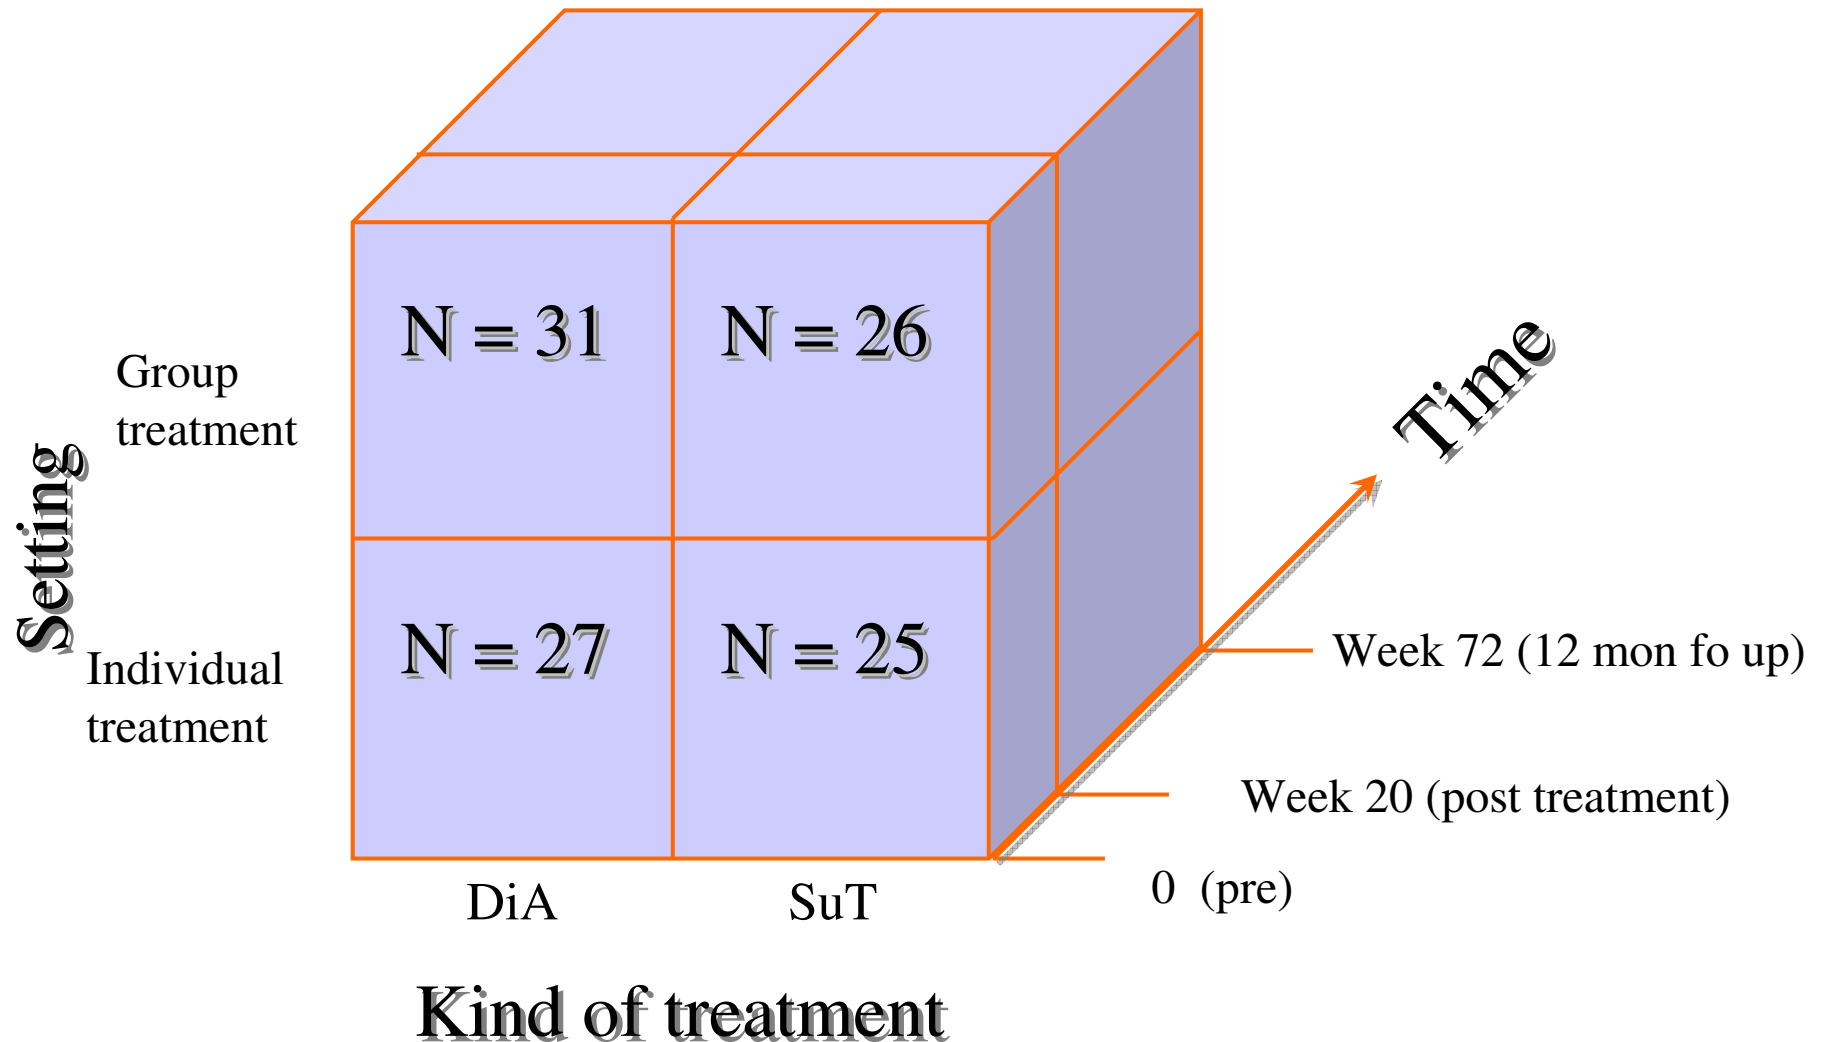 N = 31
N = 26
Group
treatment
Time
Setting
N = 27
N = 25
Individual
treatment
Week 72 (12 mon fo up)
Week 20 (post treatment)
0 (pre)
DiA
SuT
Kind of treatment